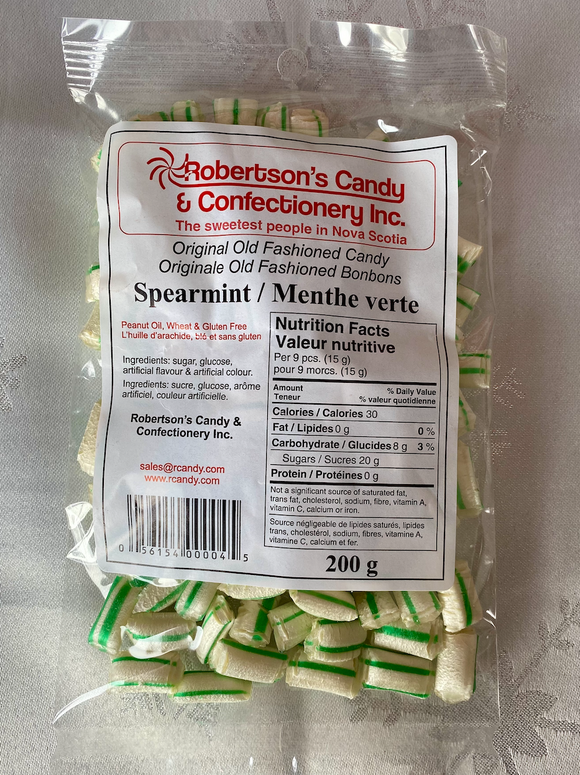 Robertson's Candy
& Confectionery Inc.
The sweetest people in Nova Scotia
Original Old Fashioned Candy
Originale Old Fashioned Bonbons
Spearmint / Menthe verte
Peanut Oil, Wheat & Gluten Free
L'huille d'arachide, blé et sans gluten
Ingredients: sugar, glucose,
artificial flavour & artificial colour.
Ingredients: sucre, glucose, arôme
artificiel, couleur artificielle.
Robertson's Candy &
Confectionery Inc.
sales@rcandy.com
www.rcandy.com
0 56154 00004 5
Nutrition Facts
Valeur nutritive
Per 9 pcs. (15 g)
pour 9 morcs. (15 g)
Amount % Daily Value
Teneur % valeur quotidienne
Calories / Calories 30
Fat / Lipides 0 g 0 %
Carbohydrate / Glucides 8 g 3 %
Sugars / Sucres 20 g
Protein / Protéines 0 g
Not a significant source of saturated fat,
trans fat, cholesterol, sodium, fibre, vitamin A,
vitamin C, calcium or iron.
Source négligeable de lipides saturés, lipides
trans, cholestérol, sodium, fibres, vitamine A,
vitamine C, calcium et fer.
200 g